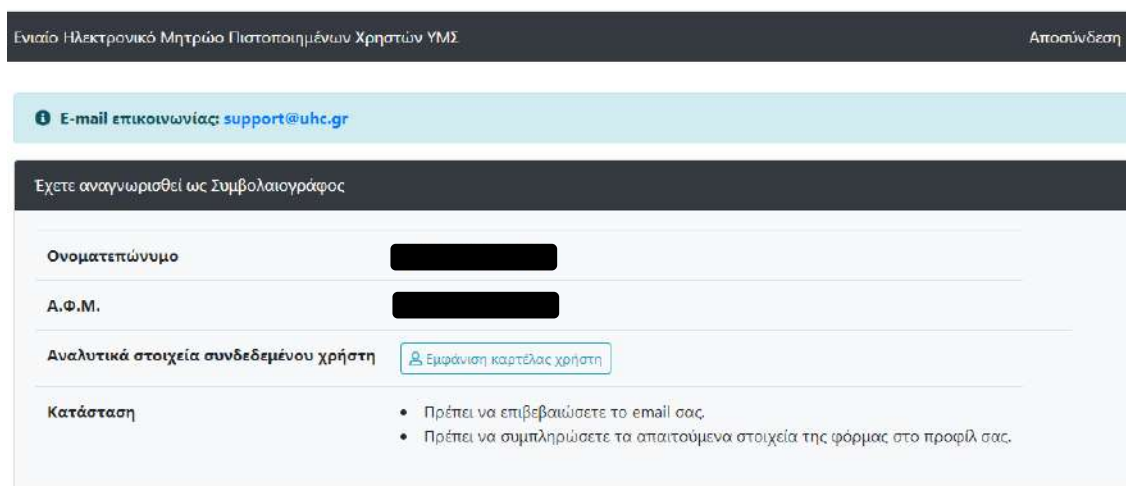 Ενιαίο Ηλεκτρονικό Μητρώο Πιστοποιημένων Χρηστών ΥΜΣ Αποσύνδεση
E-mail επικοινωνίας: support@uhc.gr
Έχετε αναγνωρισθεί ως Συμβολαιογράφος
Ονοματεπώνυμο
Α.Φ.Μ.
Αναλυτικά στοιχεία συνδεδεμένου χρήστη Εμφάνιση καρτέλας χρήστη
Κατάσταση • Πρέπει να επιβεβαιώσετε το email σας.
• Πρέπει να συμπληρώσετε τα απαιτούμενα στοιχεία της φόρμας στο προφίλ σας.